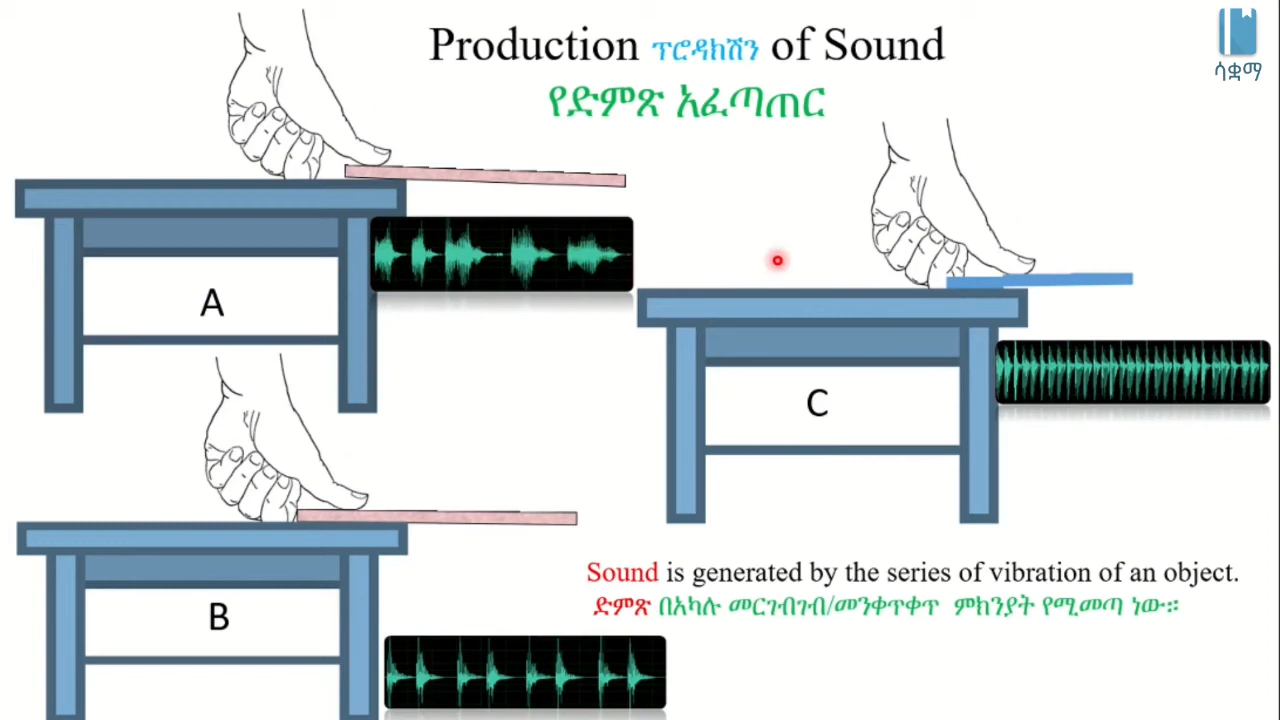 Production ፕሮዳክሽን of Sound
የድምጽ አፈጣጠር
ሳቋማ
A
C
B
Sound is generated by the series of vibration of an object.
ድምጽ በአካሉ መርገብገብ/መንቀጥቀጥ ምክንያት የሚመጣ ነው።